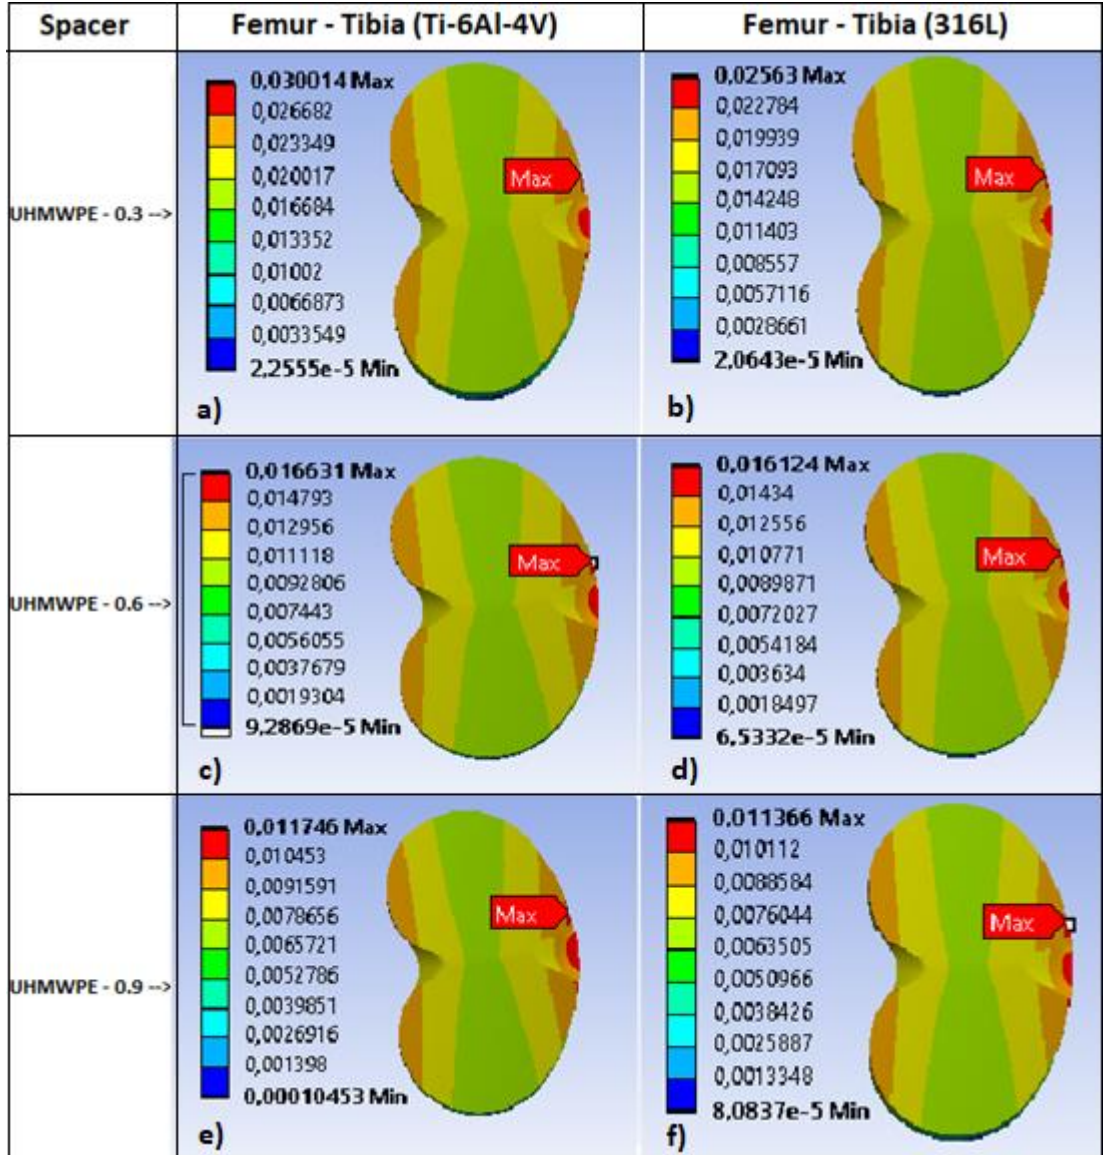 Spacer
Femur - Tibia (Ti-6Al-4V)
Femur - Tibia (316L)
UHMWPE - 0.3 -->
0,030014 Max
0,026682
0,023349
0,020017
0,016684
0,013352
0,01002
0,0066873
0,0033549
2,2555e-5 Min
Max
a)
0,02563 Max
0,022784
0,019939
0,017093
0,014248
0,011403
0,008557
0,0057116
0,0028661
2,0643e-5 Min
Max
b)
UHMWPE - 0.6 -->
0,016631 Max
0,014793
0,012956
0,011118
0,0092806
0,007443
0,0056055
0,0037679
0,0019304
9,2869e-5 Min
Max
c)
0,016124 Max
0,01434
0,012556
0,010771
0,0089871
0,0072027
0,0054184
0,003634
0,0018497
6,5332e-5 Min
Max
d)
UHMWPE - 0.9 -->
0,011746 Max
0,010453
0,0091591
0,0078656
0,0065721
0,0052786
0,0039851
0,0026916
0,001398
0,00010453 Min
Max
e)
0,011366 Max
0,010112
0,0088584
0,0076044
0,0063505
0,0050966
0,0038426
0,0025887
0,0013348
8,0837e-5 Min
Max
f)